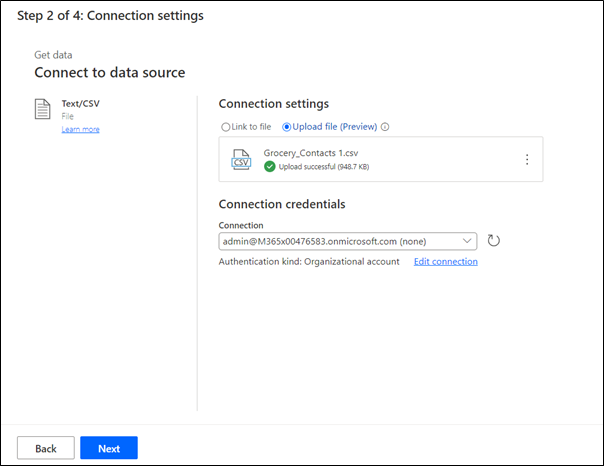 Step 2 of 4: Connection settings
Get data
Connect to data source
Text/CSV
File
Learn more
Connection settings
Link to file
Upload file (Preview)
CSV
Grocery_Contacts 1.csv
Upload successful (948.7 KB)
Connection credentials
Connection
admin@M365x00476583.onmicrosoft.com (none)
Authentication kind: Organizational account
Edit connection
Back
Next